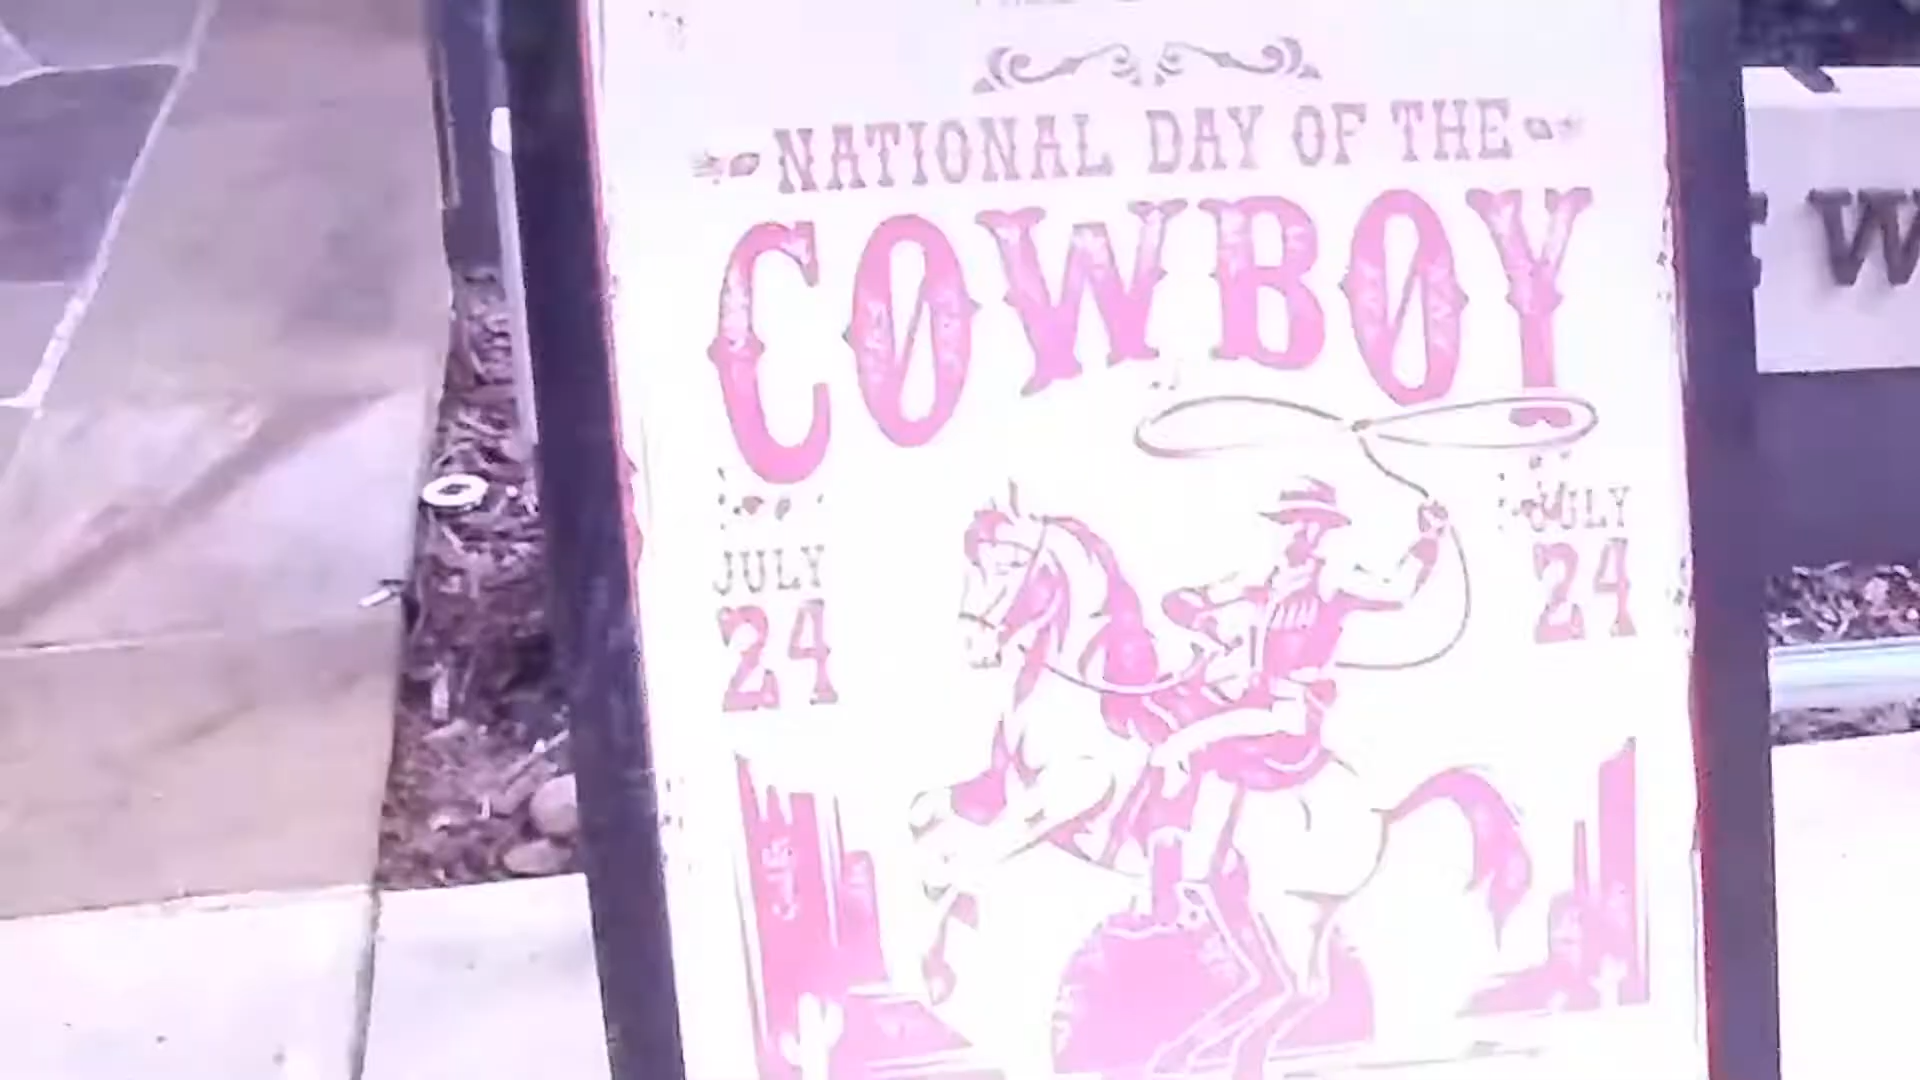 NATIONAL DAY OF THE
COWBOY
JULY
24
JULY
24
W